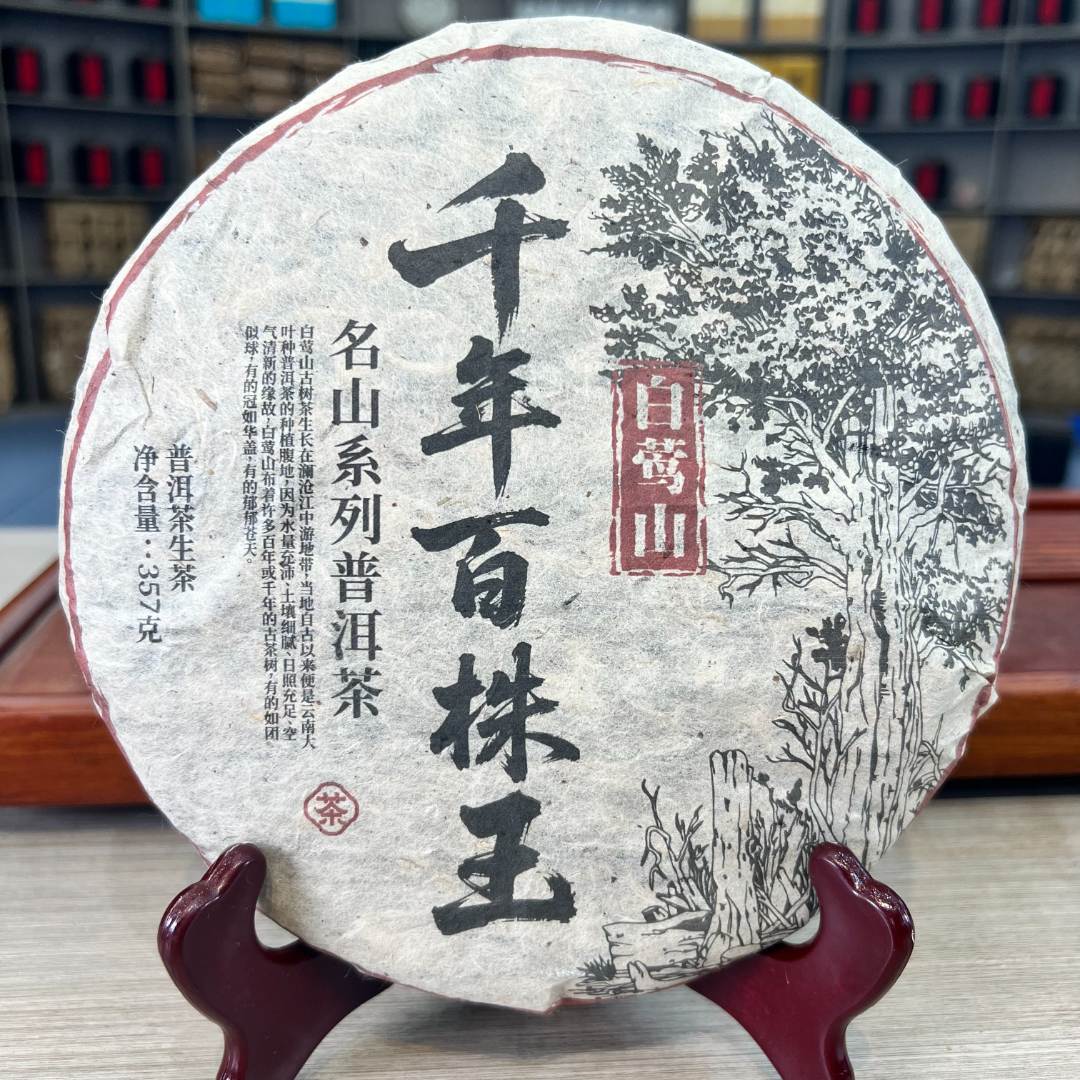 千年百株王
白莺山
名山系列普洱茶
白莺山古树茶生长在澜沧江中游地带，当地自古以来便是云南大
叶种普洱茶的种植腹地，因为水量充沛、土壤细腻、日照充足、空
气清新的缘故，白莺山布着许多百年或千年的古茶树，有的如团。
似球，有的冠如华盖，有的郁郁苍天。
普洱茶生茶
净含量：357克
茶